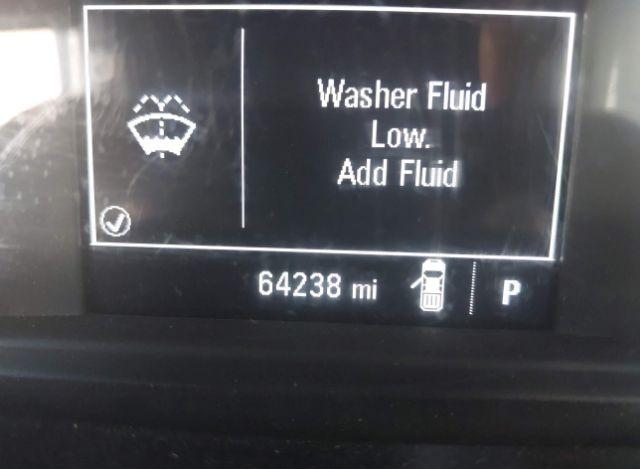 Washer Fluid
Low.
Add Fluid
64238 mi P